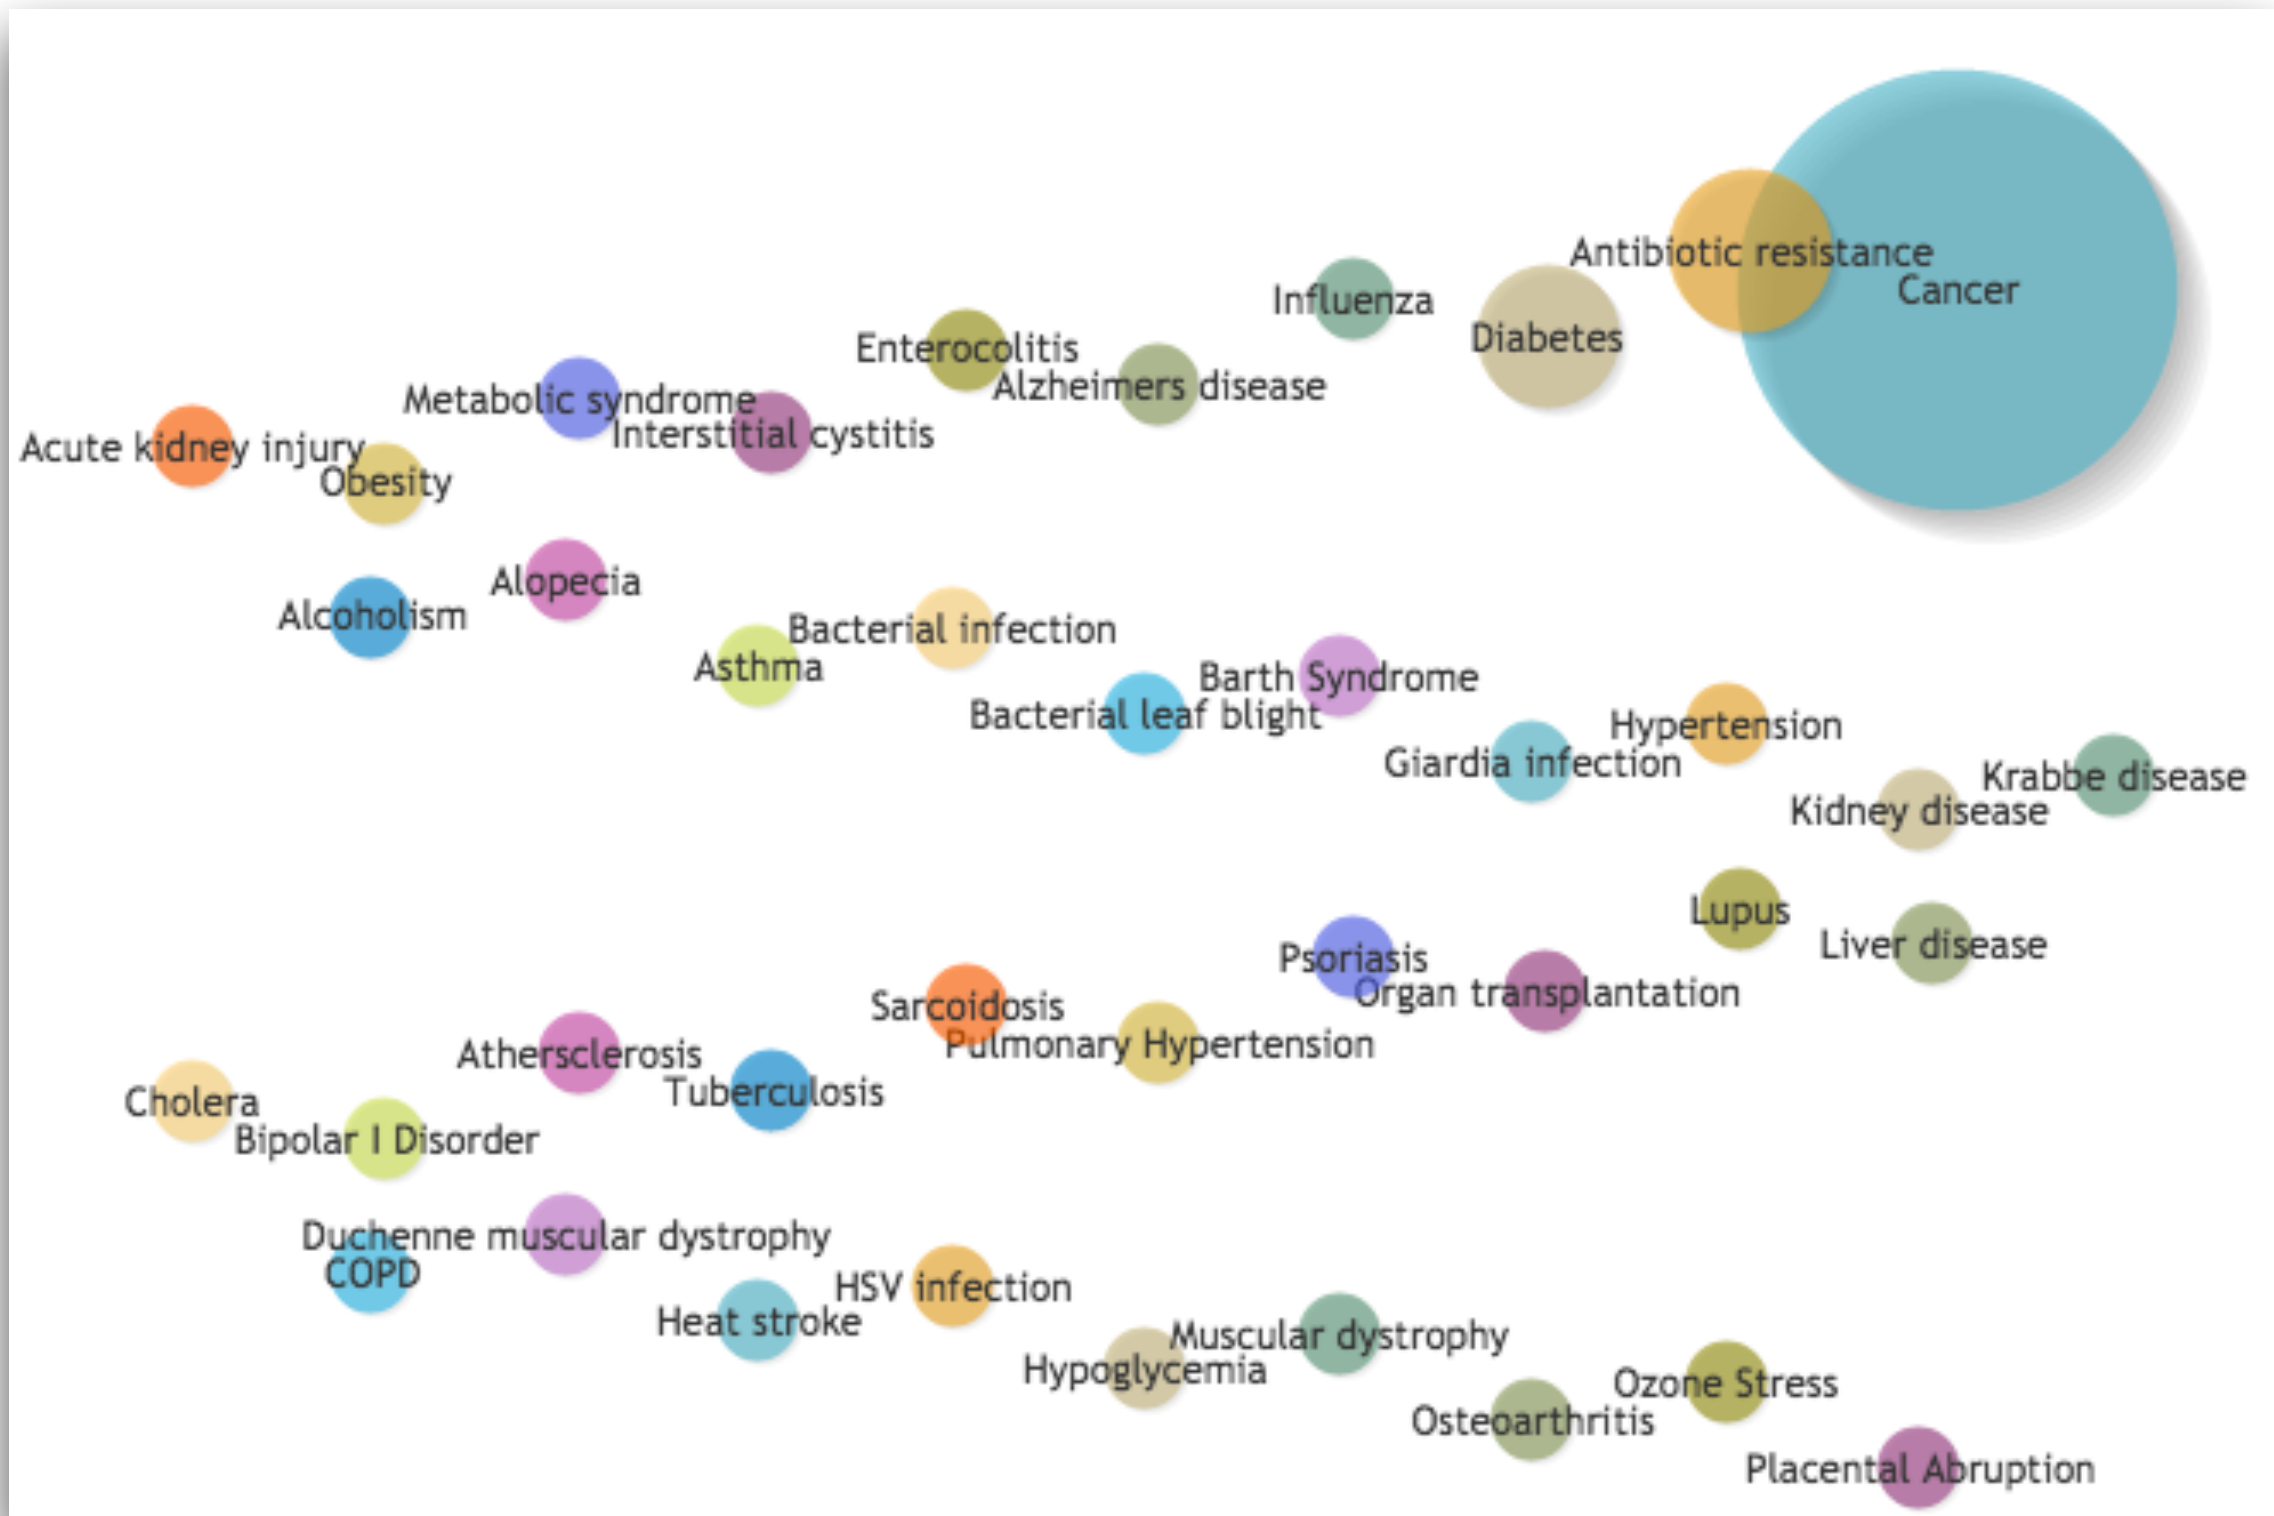 Antibiotic resistance
Cancer
Influenza
Diabetes
Enterocolitis
Alzheimers disease
Metabolic syndrome
Interstitial cystitis
Acute kidney injury
Obesity
Alopecia
Alcoholism
Bacterial infection
Asthma
Barth Syndrome
Bacterial leaf blight
Hypertension
Giardia infection
Krabbe disease
Kidney disease
Lupus
Liver disease
Psoriasis
Organ transplantation
Sarcoidosis
Pulmonary Hypertension
Athersclerosis
Tuberculosis
Cholera
Bipolar I Disorder
Duchenne muscular dystrophy
COPD
HSV infection
Heat stroke
Muscular dystrophy
Hypoglycemia
Ozone Stress
Osteoarthritis
Placental Abruption